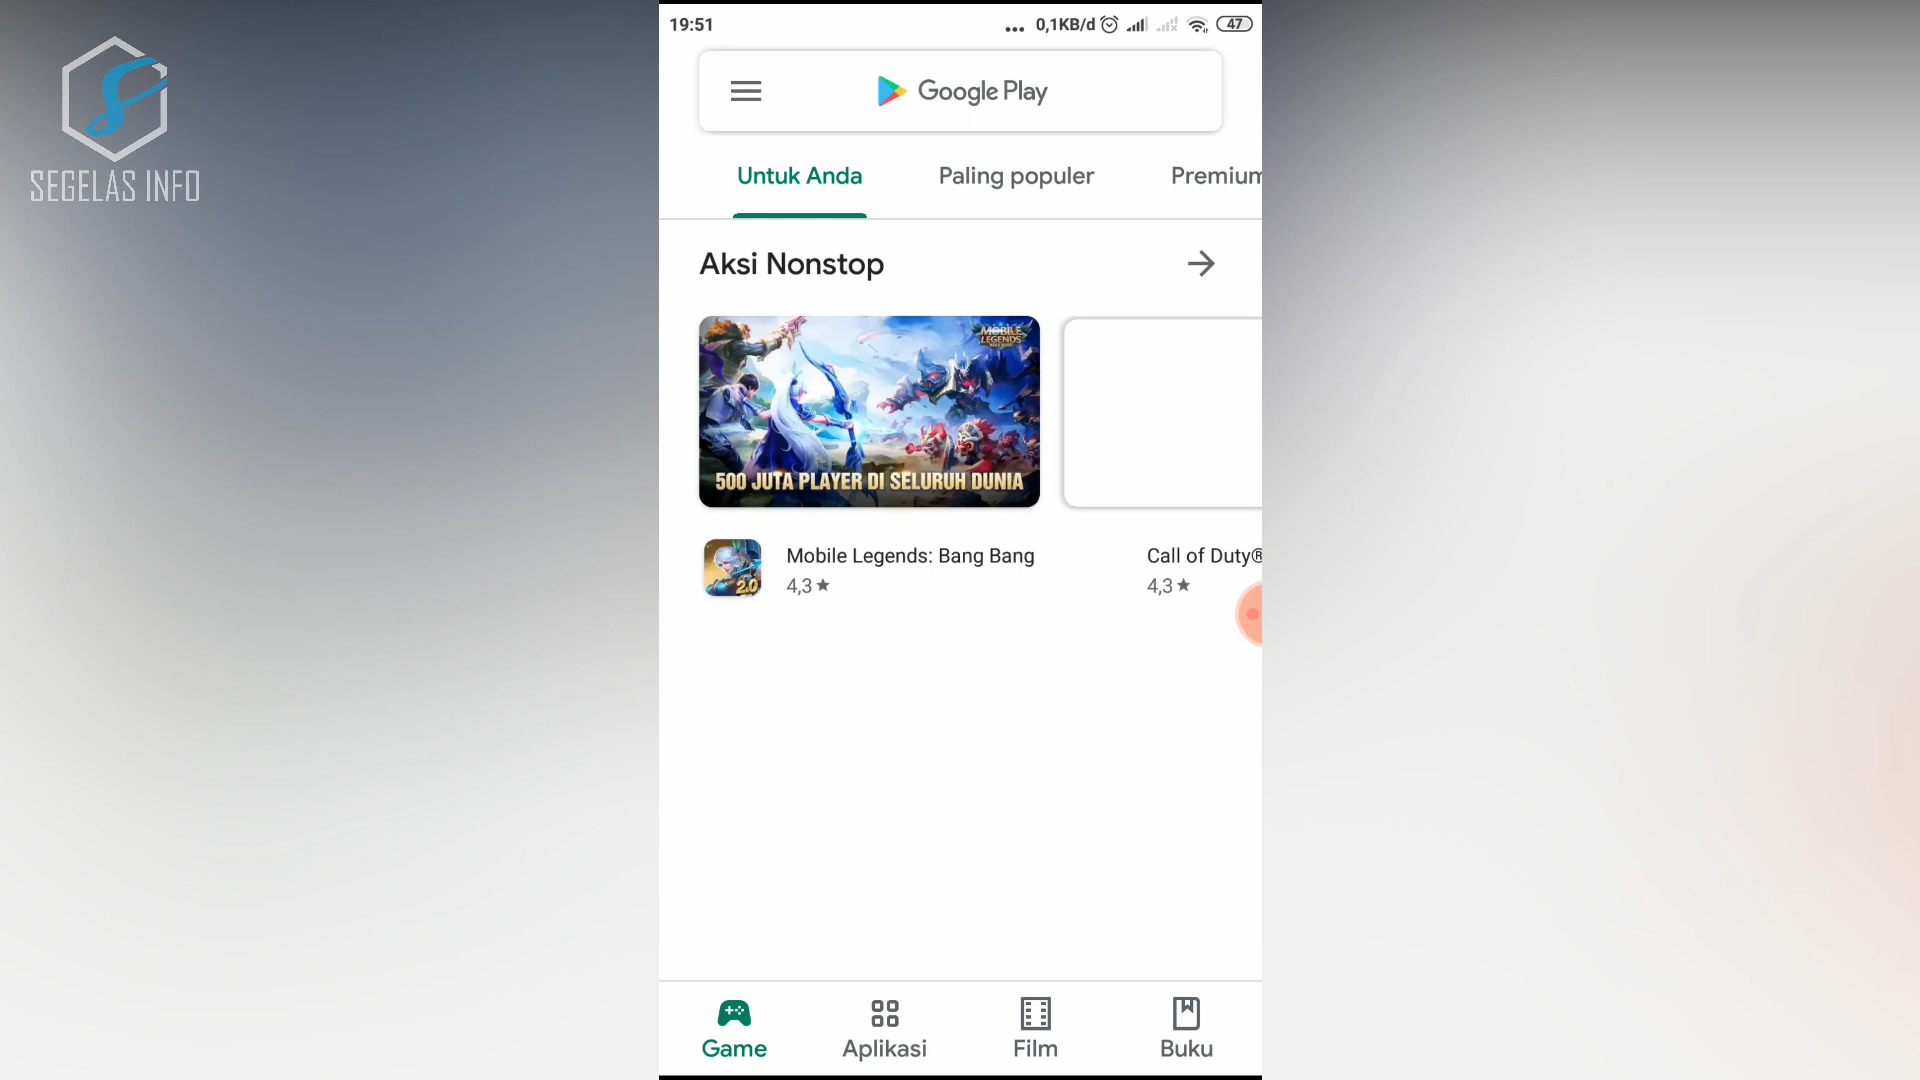 SEGELAS INFO
19:51
... 0,1KB/d 47
Google Play
Untuk Anda
Paling populer
Premium
Aksi Nonstop
MOBILE
LEGENDS
500 JUTA PLAYER DI SELURUH DUNIA
2.0
Mobile Legends: Bang Bang
4,3★
Call of Duty®
4,3★
Game
Aplikasi
Film
Buku